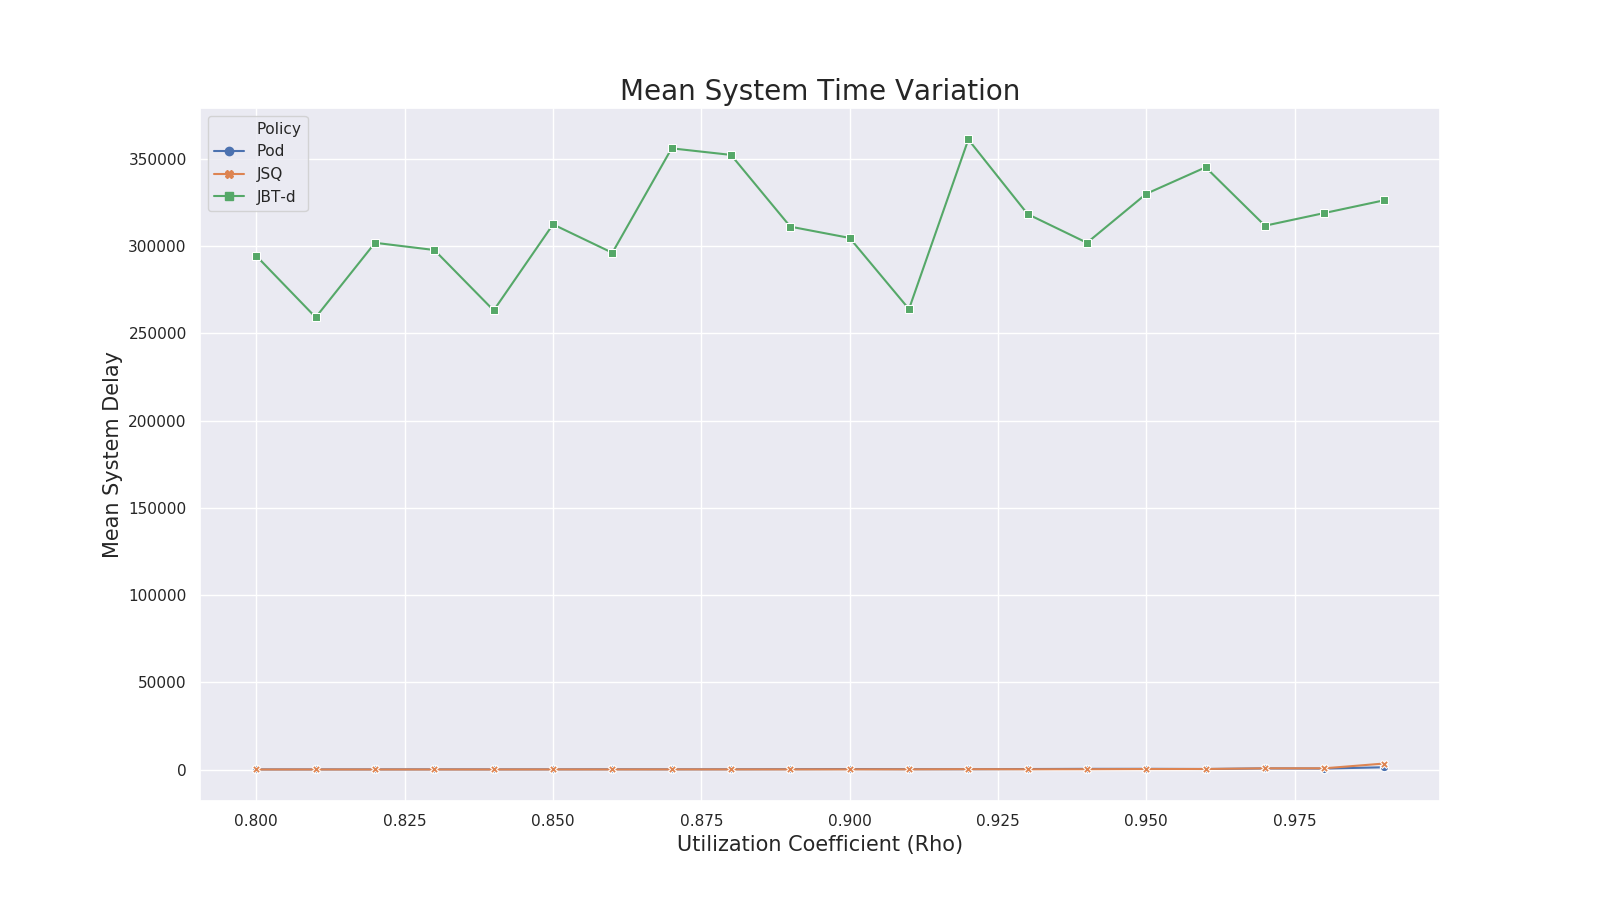 Mean System Time Variation
Policy
Pod
JSQ
JBT-d
350000
300000
250000
200000
150000
100000
50000
0
Mean System Delay
0.800 0.825 0.850 0.875 0.900 0.925 0.950 0.975
Utilization Coefficient (Rho)